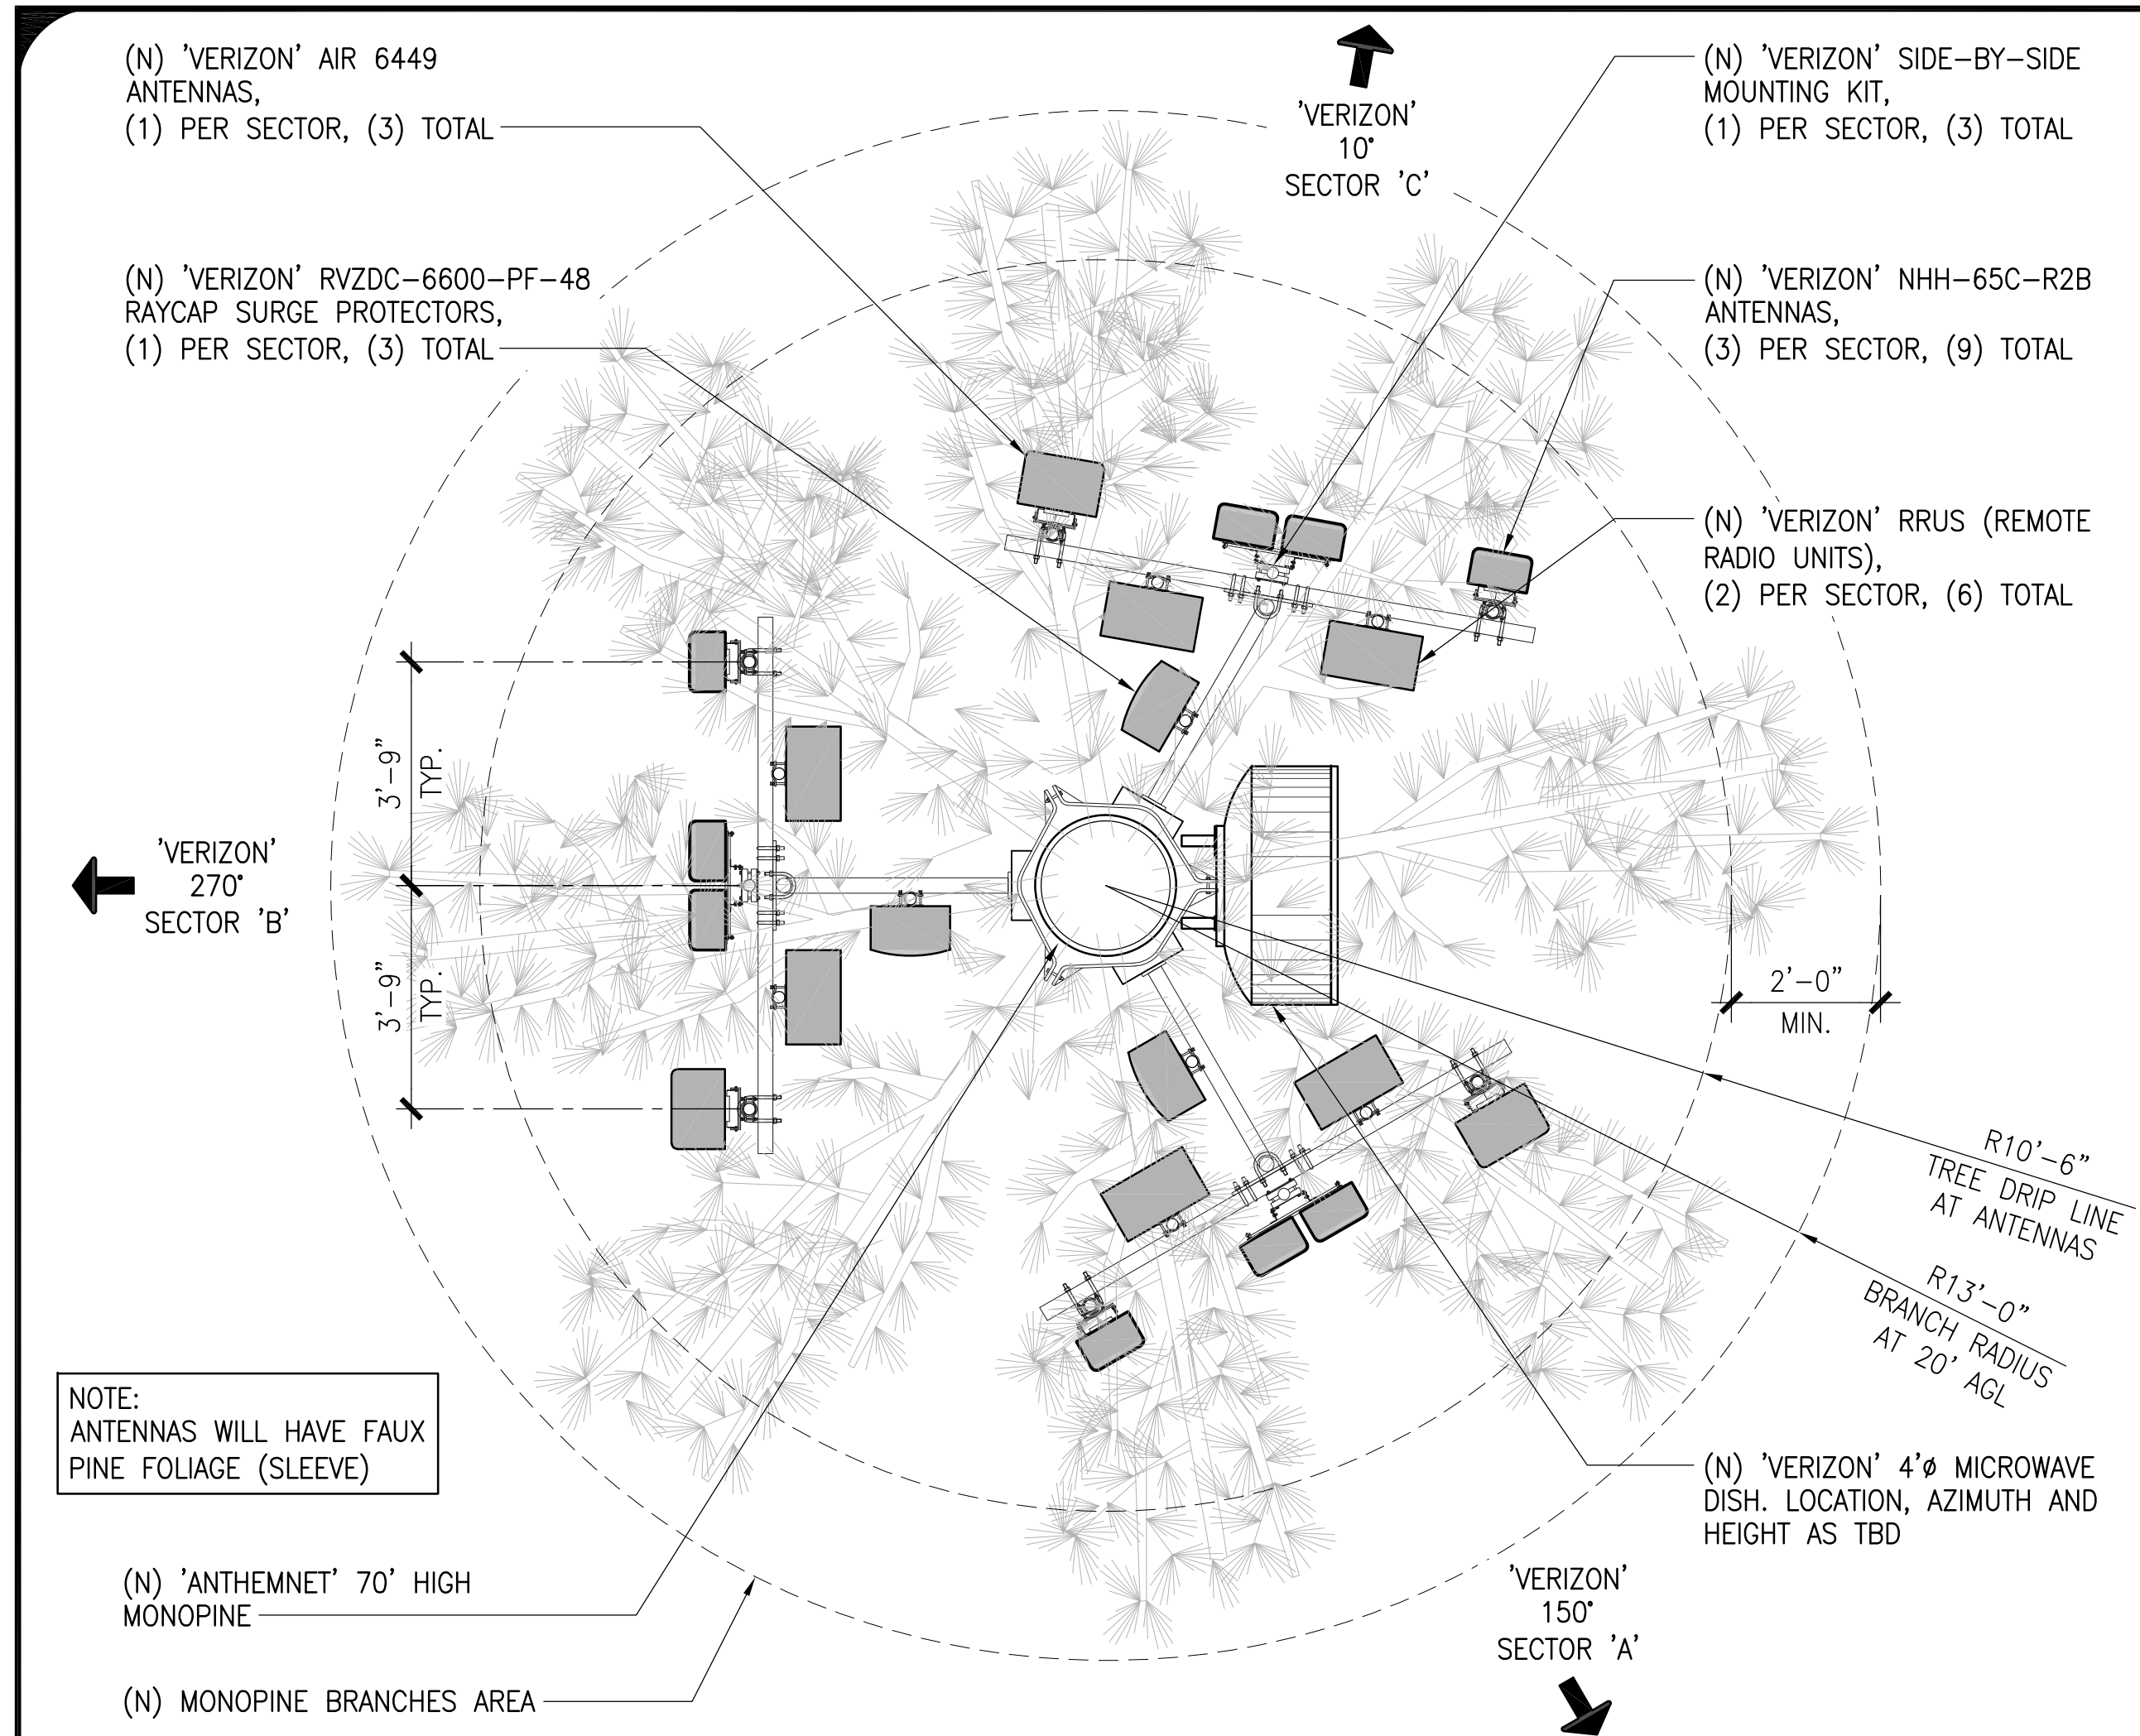 (N) 'VERIZON' AIR 6449
ANTENNAS,
(1) PER SECTOR, (3) TOTAL
(N) 'VERIZON' RVZDC-6600-PF-48
RAYCAP SURGE PROTECTORS,
(1) PER SECTOR, (3) TOTAL
'VERIZON'
10°
SECTOR 'C'
(N) 'VERIZON' SIDE-BY-SIDE
MOUNTING KIT,
(1) PER SECTOR, (3) TOTAL
(N) 'VERIZON' NHH-65C-R2B
ANTENNAS,
(3) PER SECTOR, (9) TOTAL
(N) 'VERIZON' RRUS (REMOTE
RADIO UNITS),
(2) PER SECTOR, (6) TOTAL
3'-9"
TYP.
'VERIZON'
270°
SECTOR 'B'
3'-9"
TYP.
2'-0"
MIN.
R10'-6"
TREE DRIP LINE
AT ANTENNAS
R13'-0"
BRANCH RADIUS
AT 20' AGL
NOTE:
ANTENNAS WILL HAVE FAUX
PINE FOLIAGE (SLEEVE)
(N) 'VERIZON' 4'ø MICROWAVE
DISH. LOCATION, AZIMUTH AND
HEIGHT AS TBD
(N) 'ANTHEMNET' 70' HIGH
MONOPINE
'VERIZON'
150°
SECTOR 'A'
(N) MONOPINE BRANCHES AREA